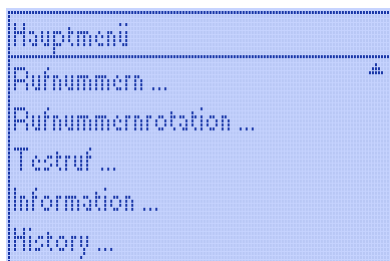 Hauptmenü
Rufnummern ...
Rufnummernrotation ...
Testruf ...
Information ...
History ...